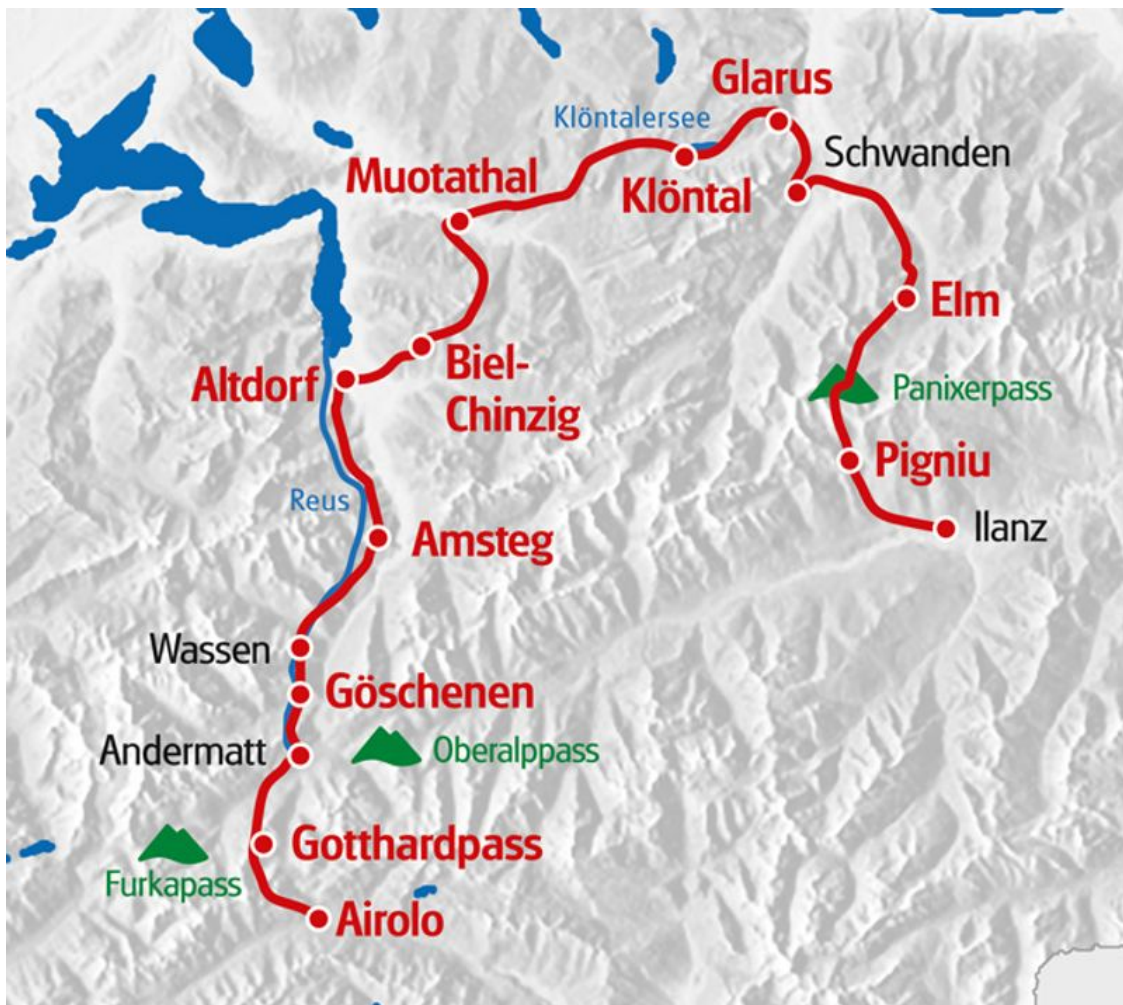 Glarus
Klöntalersee
Schwanden
Muotathal
Klöntal
Elm
Biel-
Chinzig
Altdorf
Panixerpass
Pigniu
Reus
Amsteg
Ilanz
Wassen
Göschenen
Andermatt
Oberalppass
Gotthardpass
Furkapass
Airolo